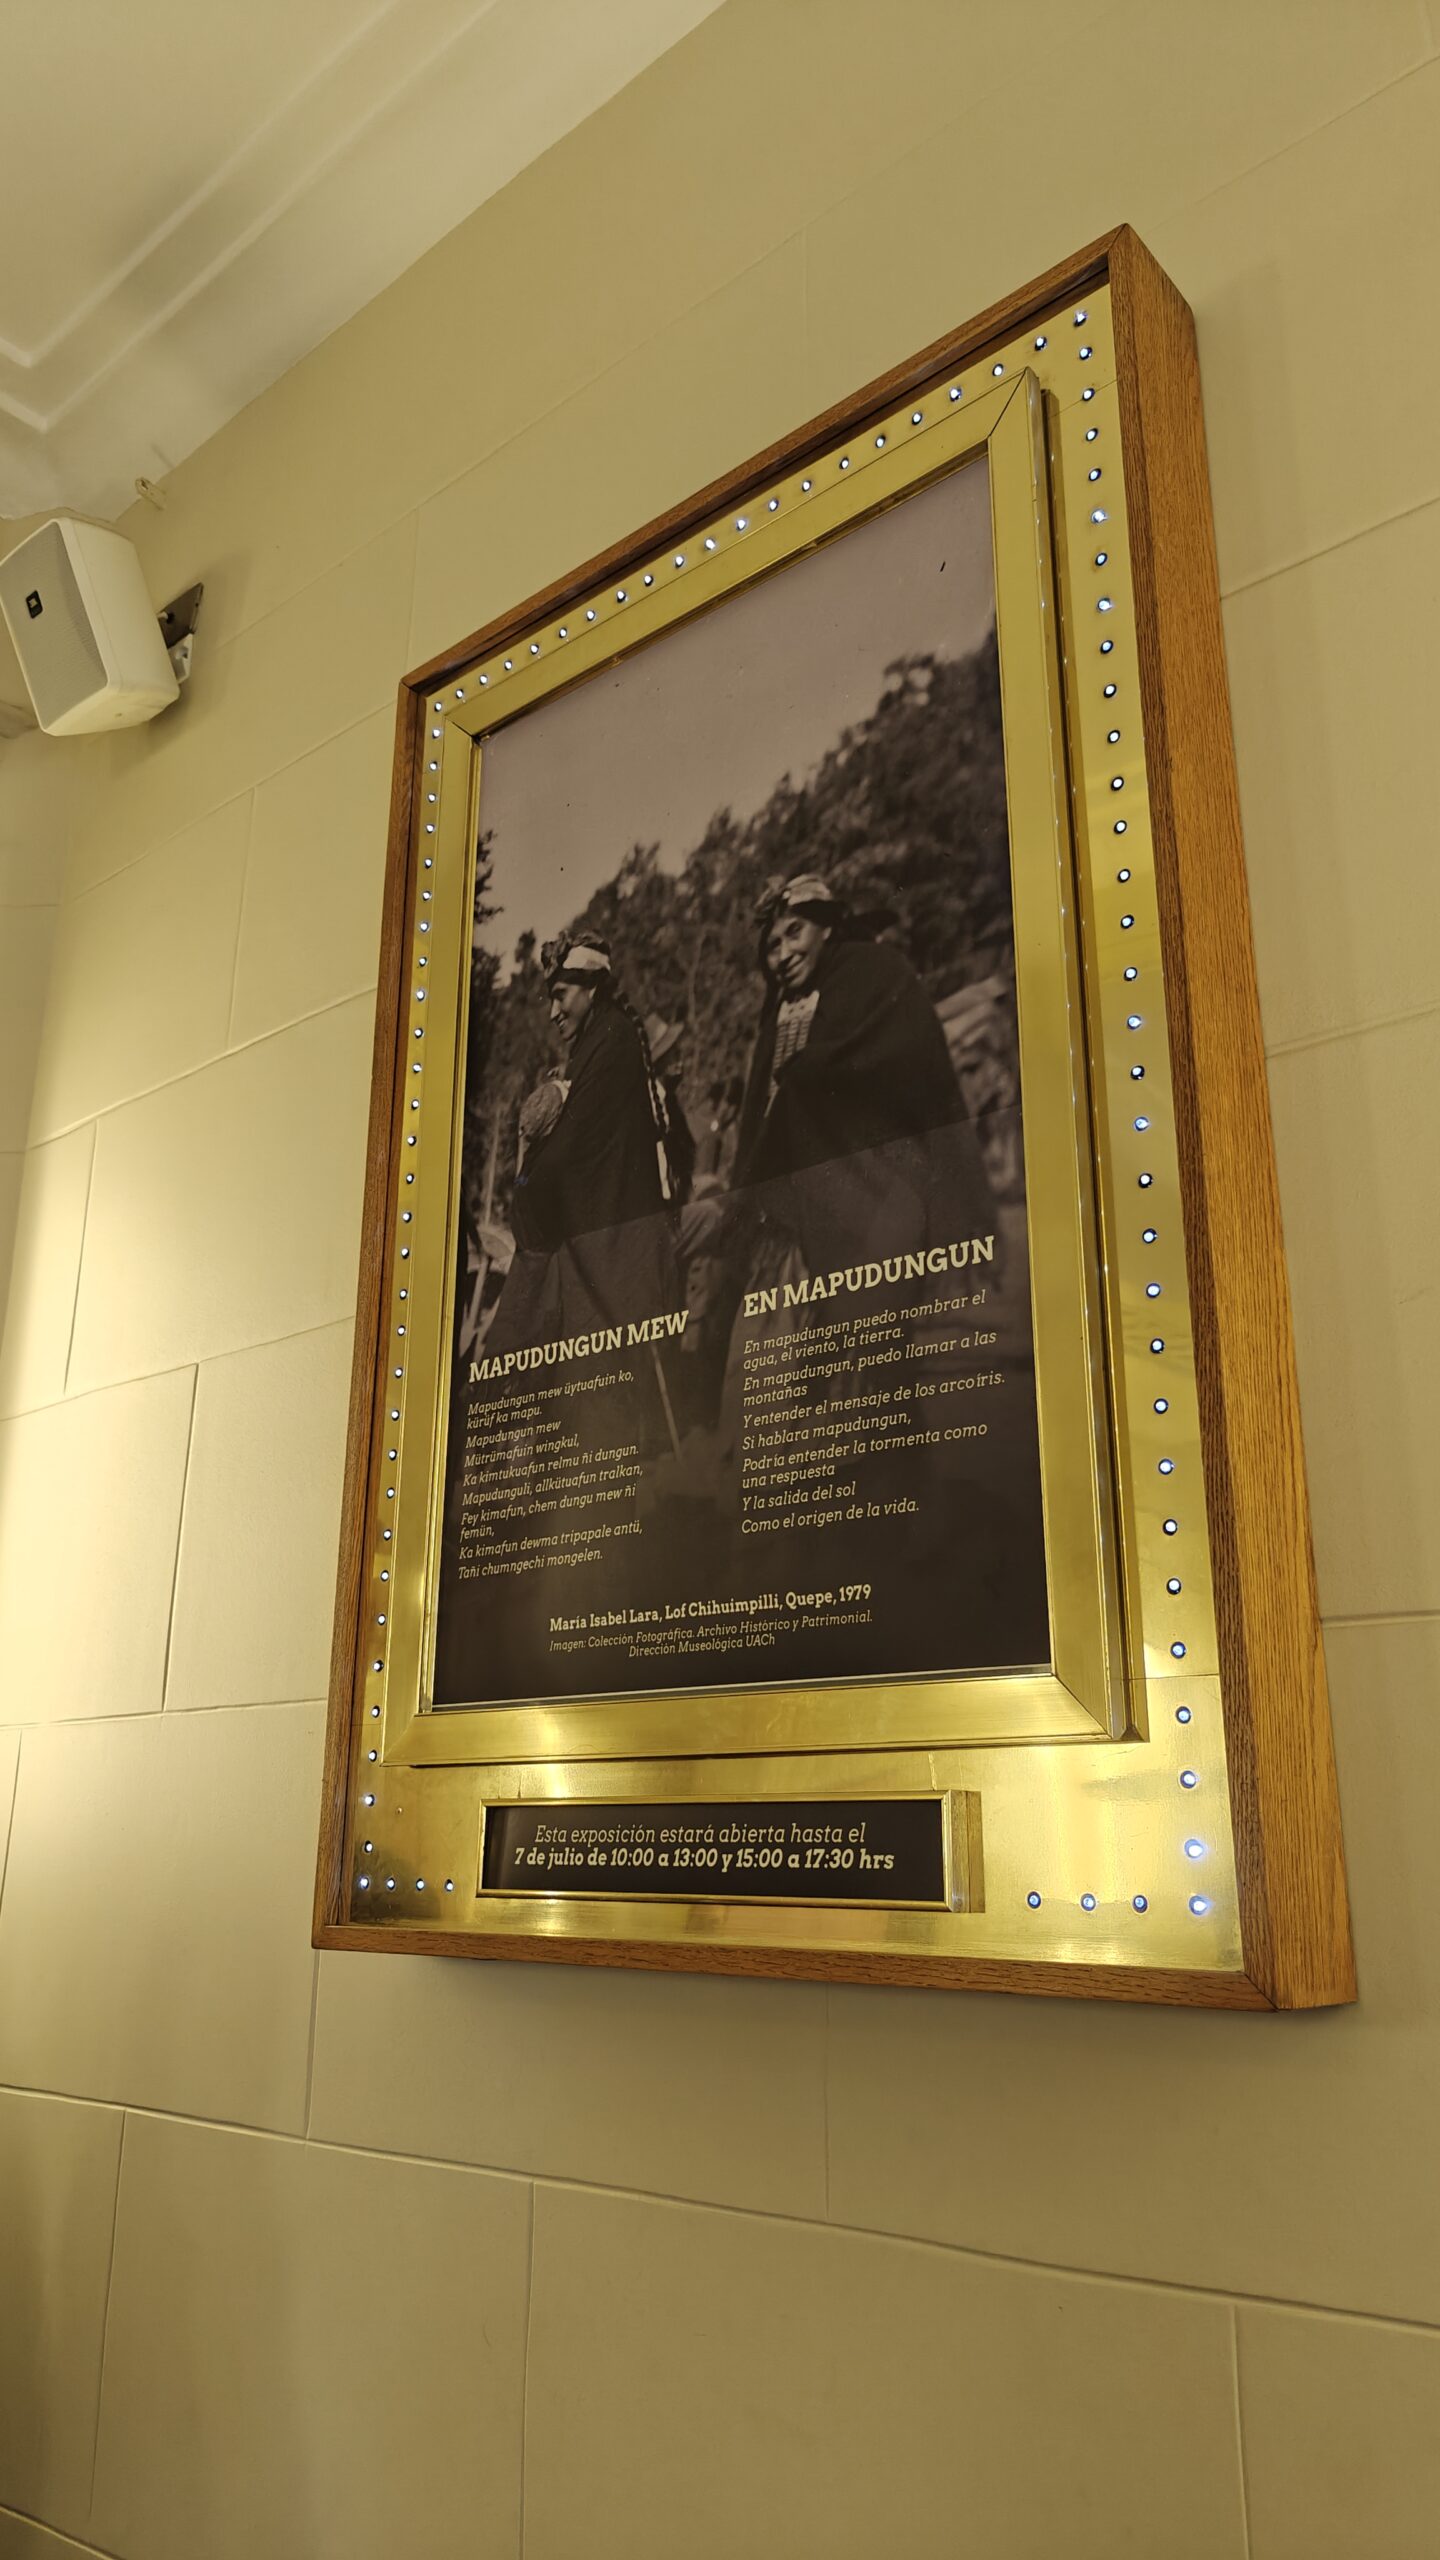 MAPUDUNGUN MEW
Mapudungun mew üytuafuin ko,
kürüf ka mapu.
Mapudungun mew
Mütrümafuin wingkul,
Ka kimtukuafun relmu ñi dungun.
Mapudunguli, allkütuafun tralkan,
Fey kimafun, chem dungu mew ñi
femün,
Ka kimafun dewma tripapale antü,
Tañi chumngechi mongelen.
EN MAPUDUNGUN
En mapudungun puedo nombrar el
agua, el viento, la tierra.
En mapudungun, puedo llamar a las
montañas
Y entender el mensaje de los arcoíris.
Si hablara mapudungun,
Podría entender la tormenta como
una respuesta
Y la salida del sol
Como el origen de la vida.
María Isabel Lara, Lof Chihuimpilli, Quepe, 1979
Imagen: Colección Fotográfica. Archivo Histórico y Patrimonial.
Dirección Museológica UACh
Esta exposición estará abierta hasta el
7 de julio de 10:00 a 13:00 y 15:00 a 17:30 hrs